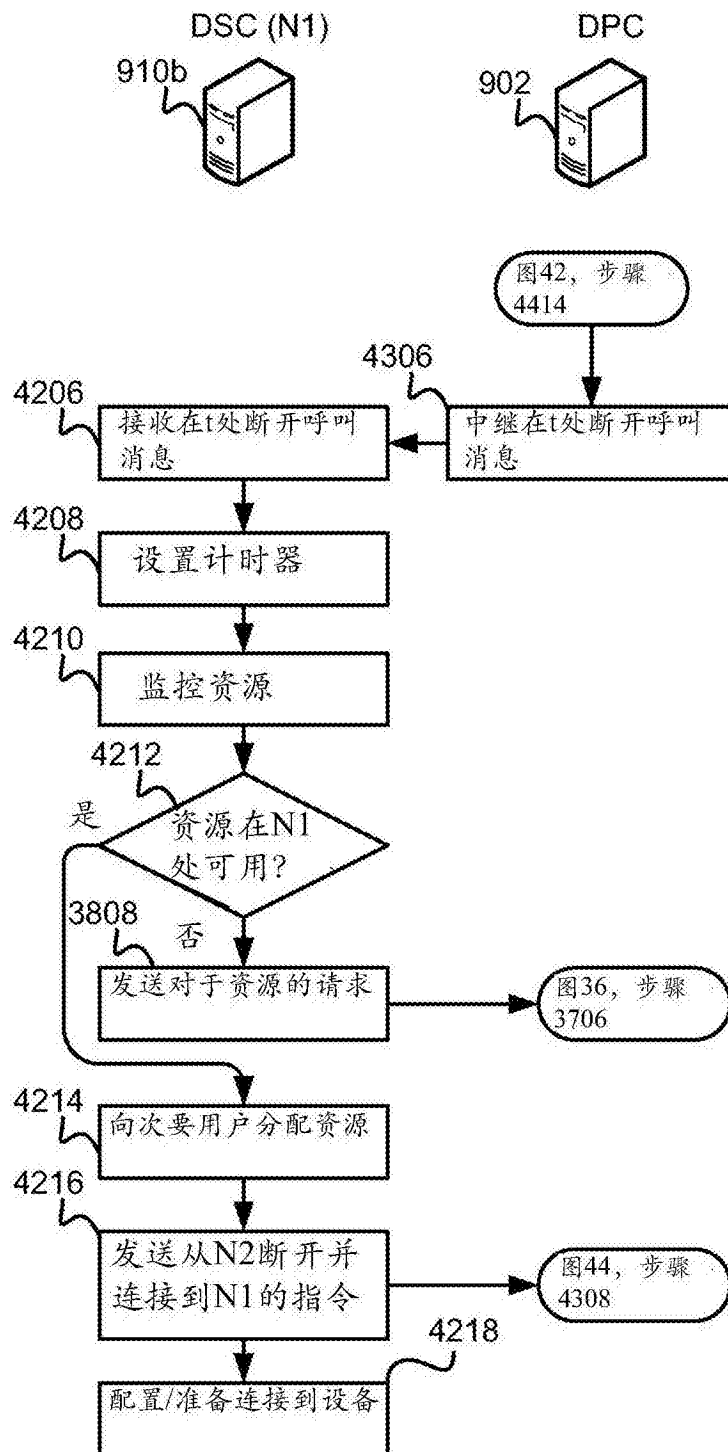 DSC (N1)
DPC
910b
902
图42，步骤
4414
4306
中继在t处断开呼叫
消息
4206
接收在t处断开呼叫
消息
4208
设置计时器
4210
监控资源
4212
是
资源在N1
处可用?
否
3808
发送对于资源的请求
图36，步骤
3706
4214
向次要用户分配资源
4216
发送从N2断开并
连接到N1的指令
图44，步骤
4308
4218
配置/准备连接到设备